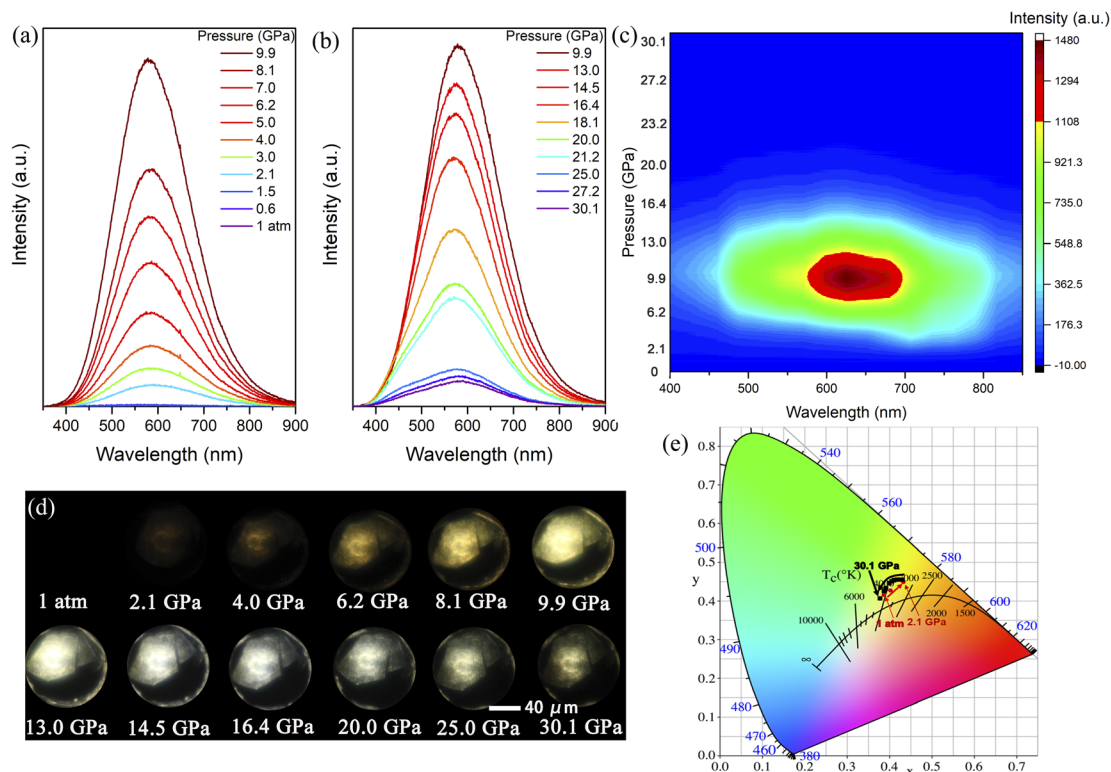 (a)
Pressure (GPa)
9.9
8.1
7.0
6.2
5.0
4.0
3.0
2.1
1.5
0.6
1 atm
Intensity (a.u.)
400 500 600 700 800 900
Wavelength (nm)
(b)
Pressure (GPa)
9.9
13.0
14.5
16.4
18.1
20.0
21.2
25.0
27.2
30.1
Intensity (a.u.)
400 500 600 700 800 900
Wavelength (nm)
(c)
Intensity (a.u.)
30.1
27.2
23.2
20.0
16.4
13.0
9.9
6.2
2.1
0
Pressure (GPa)
400 500 600 700 800
Wavelength (nm)
1480
1294
1108
921.3
735.0
548.8
362.5
176.3
-10.00
(d)
1 atm 2.1 GPa 4.0 GPa 6.2 GPa 8.1 GPa 9.9 GPa
40 μm
13.0 GPa 14.5 GPa 16.4 GPa 20.0 GPa 25.0 GPa 30.1 GPa
(e)
0.8
0.7
0.6
0.5
y
0.4
0.3
0.2
0.1
0.0
0.0 0.1 0.2 0.3 0.4 0.5 0.6 0.7
x
540
560
500
580
30.1 GPa
Tc(°K)
2500
6000
600
10000
1 atm 2.1 GPa
2000 1500
620
490
∞
480
470
460
380